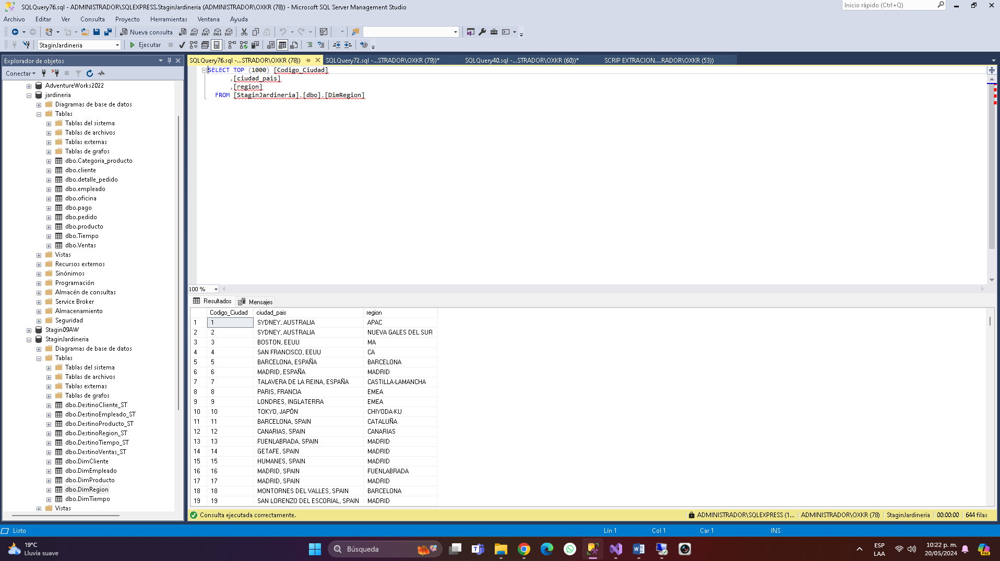 SQLQuery76.sql - ADMINISTRADOR\SQLEXPRESS.StaginJardineria (ADMINISTRADOR\OXKR (78)) - Microsoft SQL Server Management Studio
Inicio rápido (Ctrl+Q)
Archivo Editar Ver Consulta Proyecto Herramientas Ventana Ayuda
Nueva consulta
MDX DMX XMLA DAX
StaginJardineria Ejecutar
Explorador de objetos
Conectar
AdventureWorks2022
jardineria
Diagramas de base de datos
Tablas
Tablas del sistema
Tablas de archivos
Tablas externas
Tablas de grafos
dbo.Categoria_producto
dbo.cliente
dbo.detalle_pedido
dbo.empleado
dbo.oficina
dbo.pago
dbo.pedido
dbo.producto
dbo.Tiempo
dbo.Ventas
Vistas
Recursos externos
Sinónimos
Programación
Almacén de consultas
Service Broker
Almacenamiento
Seguridad
Stagin09AW
StaginJardineria
Diagramas de base de datos
Tablas
Tablas del sistema
Tablas de archivos
Tablas externas
Tablas de grafos
dbo.DestinoCliente_ST
dbo.DestinoEmpleado_ST
dbo.DestinoProducto_ST
dbo.DestinoRegion_ST
dbo.DestinoTiempo_ST
dbo.DestinoVentas_ST
dbo.DimCliente
dbo.DimEmpleado
dbo.DimProducto
dbo.DimRegion
dbo.DimTiempo
Vistas
SQLQuery76.sql -...STRADOR\OXKR (78)) SQLQuery72.sql -...STRADOR\OXKR (79))* SQLQuery40.sql -...STRADOR\OXKR (60))* SCRIP EXTRACION....RADOR\OXKR (53))
SELECT TOP (1000) [Codigo_Ciudad]
,[ciudad_pais]
,[region]
FROM [StaginJardineria].[dbo].[DimRegion]
100 %
Resultados Mensajes
Codigo_Ciudad ciudad_pais region
1 1 SYDNEY, AUSTRALIA APAC
2 2 SYDNEY, AUSTRALIA NUEVA GALES DEL SUR
3 3 BOSTON, EEUU MA
4 4 SAN FRANCISCO, EEUU CA
5 5 BARCELONA, ESPAÑA BARCELONA
6 6 MADRID, ESPAÑA MADRID
7 7 TALAVERA DE LA REINA, ESPAÑA CASTILLA-LAMANCHA
8 8 PARIS, FRANCIA EMEA
9 9 LONDRES, INGLATERRA EMEA
10 10 TOKYO, JAPÓN CHIYODA-KU
11 11 BARCELONA, SPAIN CATALUÑA
12 12 CANARIAS, SPAIN CANARIAS
13 13 FUENLABRADA, SPAIN MADRID
14 14 GETAFE, SPAIN MADRID
15 15 HUMANES, SPAIN MADRID
16 16 MADRID, SPAIN FUENLABRADA
17 17 MADRID, SPAIN MADRID
18 18 MONTORNES DEL VALLES, SPAIN BARCELONA
19 19 SAN LORENZO DEL ESCORIAL, SPAIN MADRID
Consulta ejecutada correctamente. ADMINISTRADOR\SQLEXPRESS (1... ADMINISTRADOR\OXKR (78) StaginJardineria 00:00:00 644 filas
Listo Lín 1 Col 1 Car 1 INS
19°C
Lluvia suave
Búsqueda
ESP
LAA
10:22 p. m.
20/05/2024
PRE